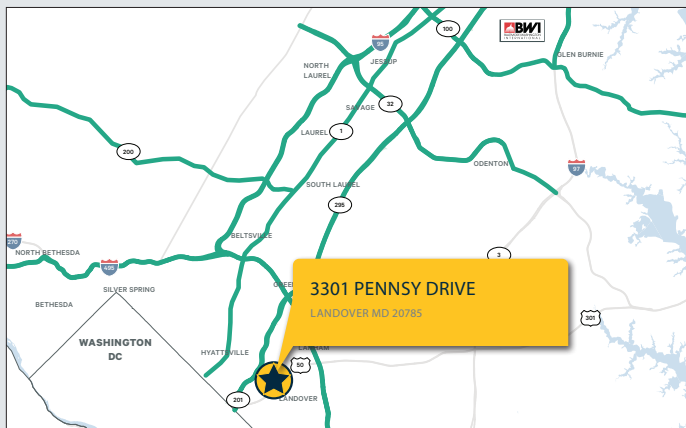 100
BWI
95
GLEN BURNIE
NORTH
LAUREL
JESSUP
SAVAGE
32
LAUREL
1
200
ODENTON
97
SOUTH LAUREL
295
BELTSVILLE
270
NORTH BETHESDA
495
3
SILVER SPRING
BETHESDA
GREE
3301 PENNSY DRIVE
LANDOVER MD 20785
301
WASHINGTON
DC
HYATTSVILLE
LANHAM
50
201
LANDOVER